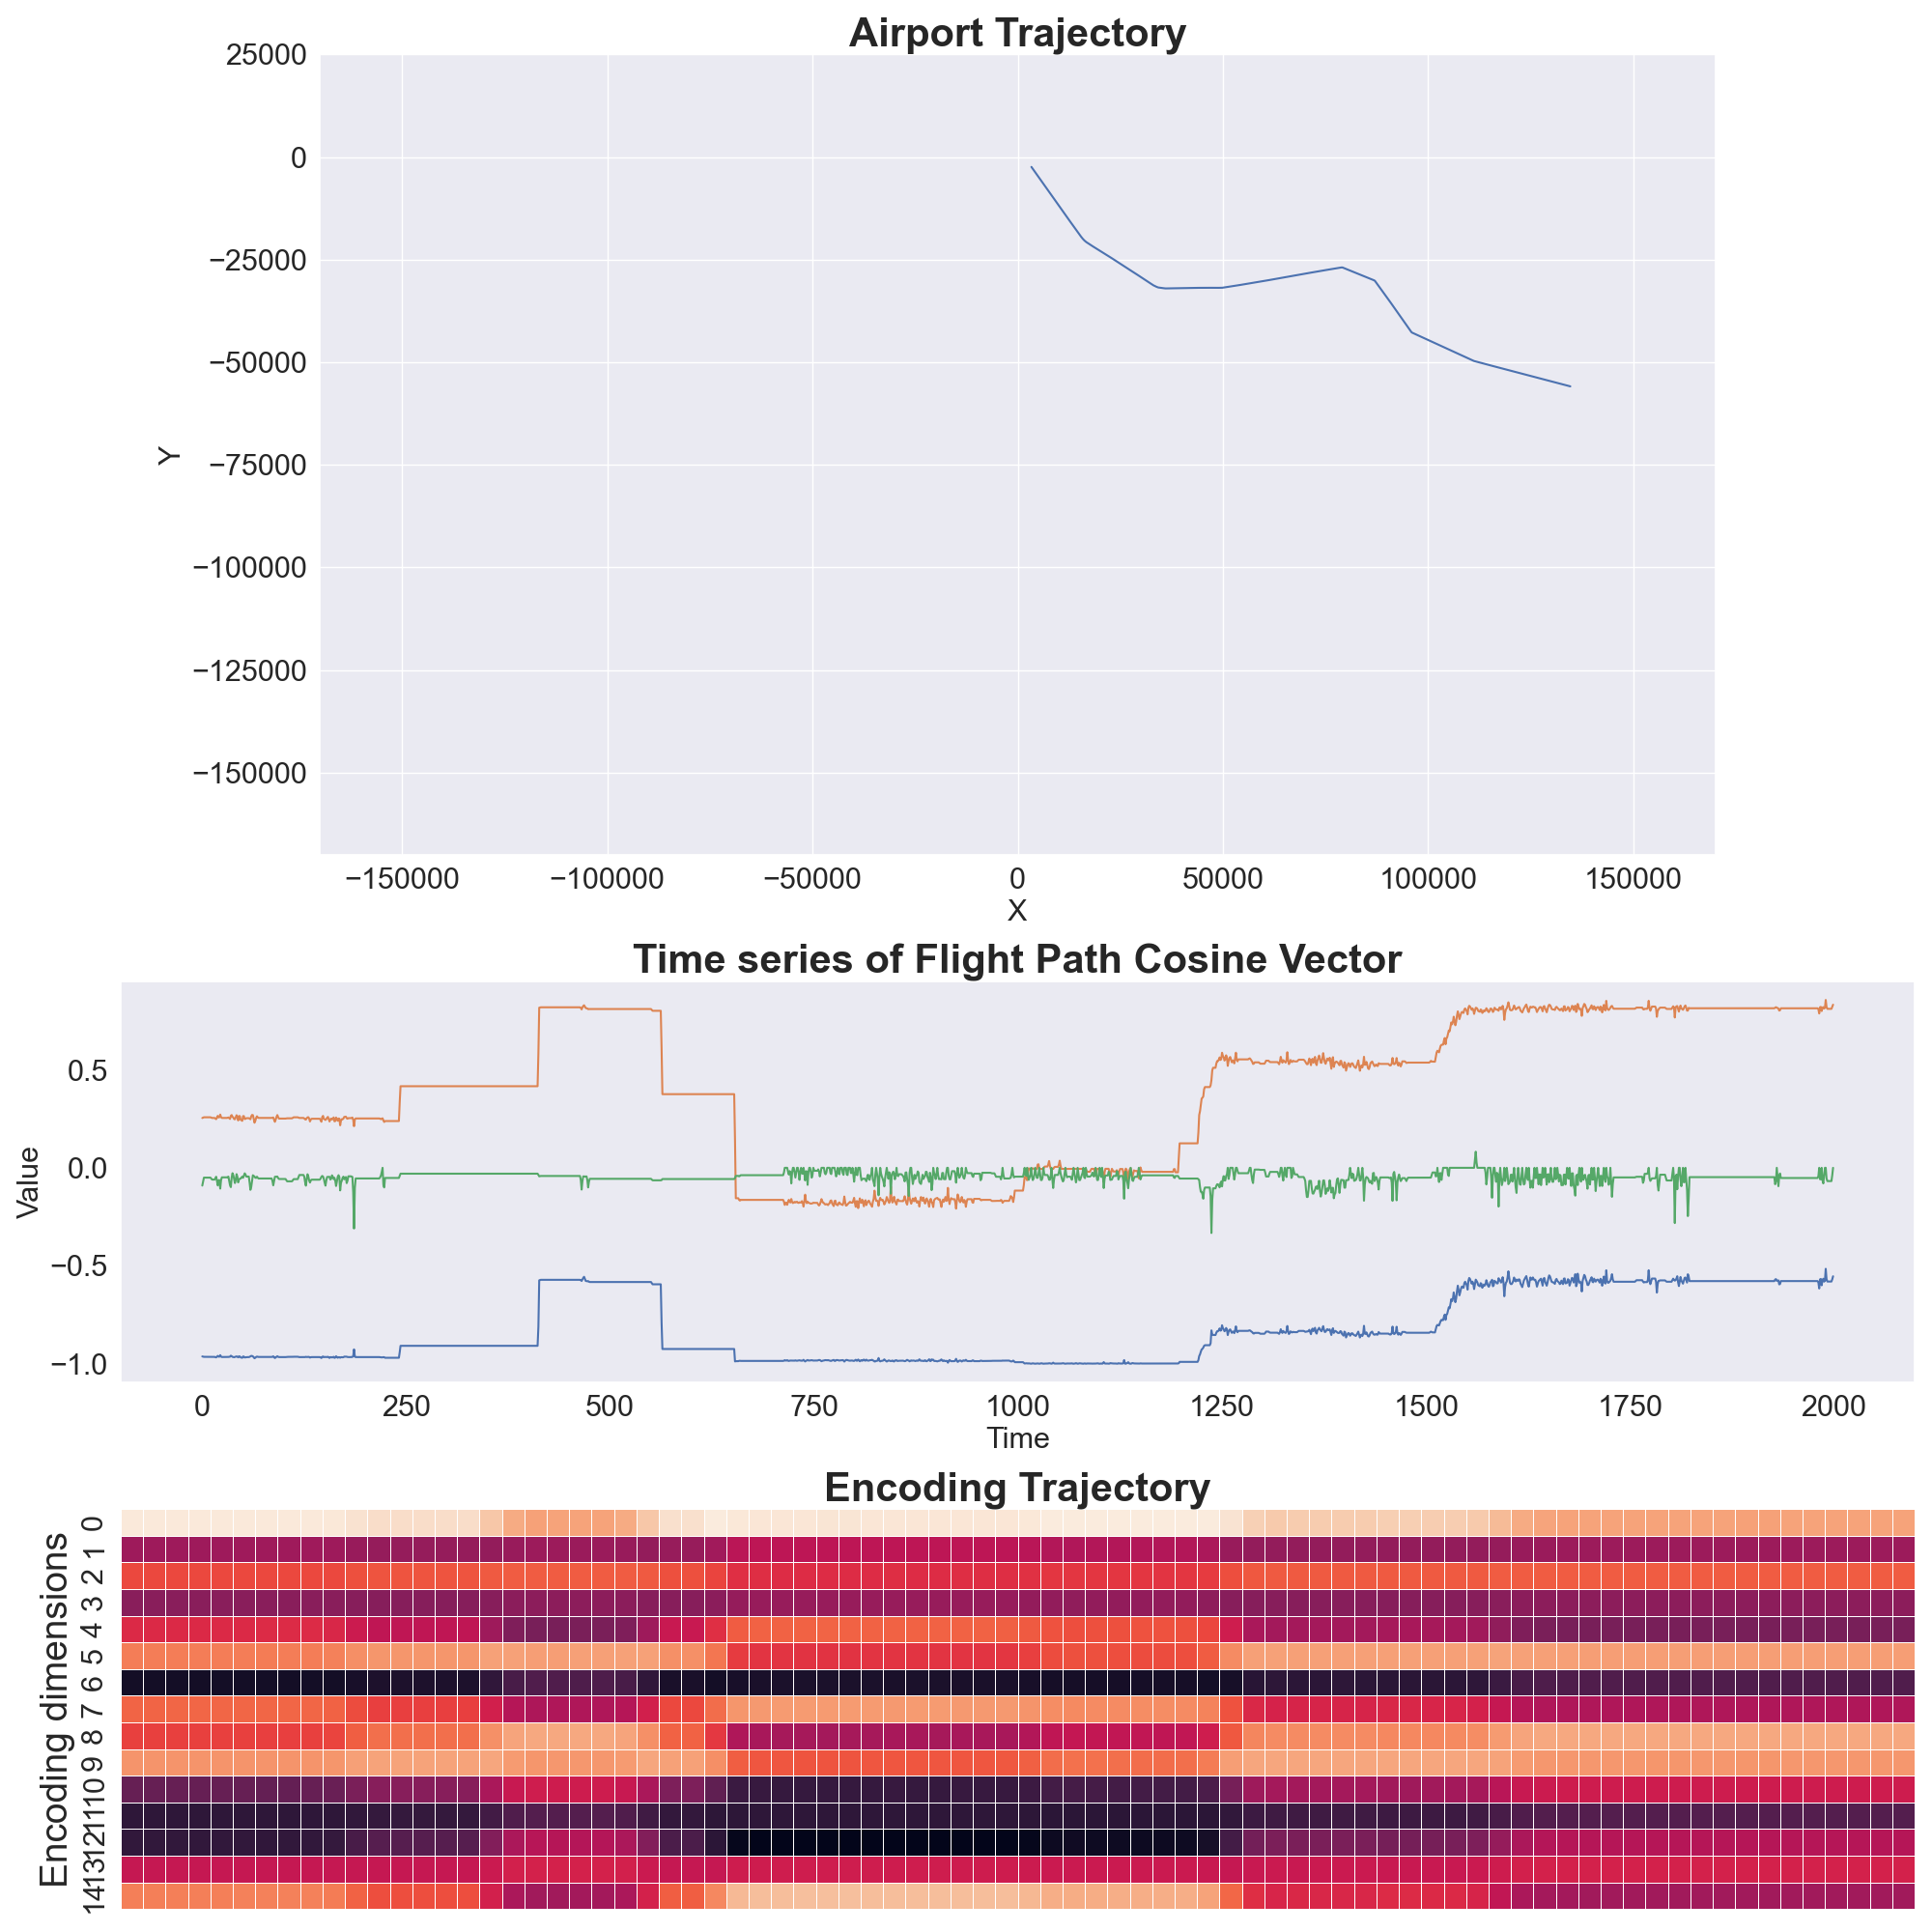 Airport Trajectory
25000
0
−25000
−50000
−75000
−100000
−125000
−150000
Y
−150000 −100000 −50000 0 50000 100000 150000
X
Time series of Flight Path Cosine Vector
0.5
0.0
−0.5
−1.0
Value
0 250 500 750 1000 1250 1500 1750 2000
Time
Encoding Trajectory
0
1
2
3
4
5
6
7
8
9
10
11
12
13
14
Encoding dimensions